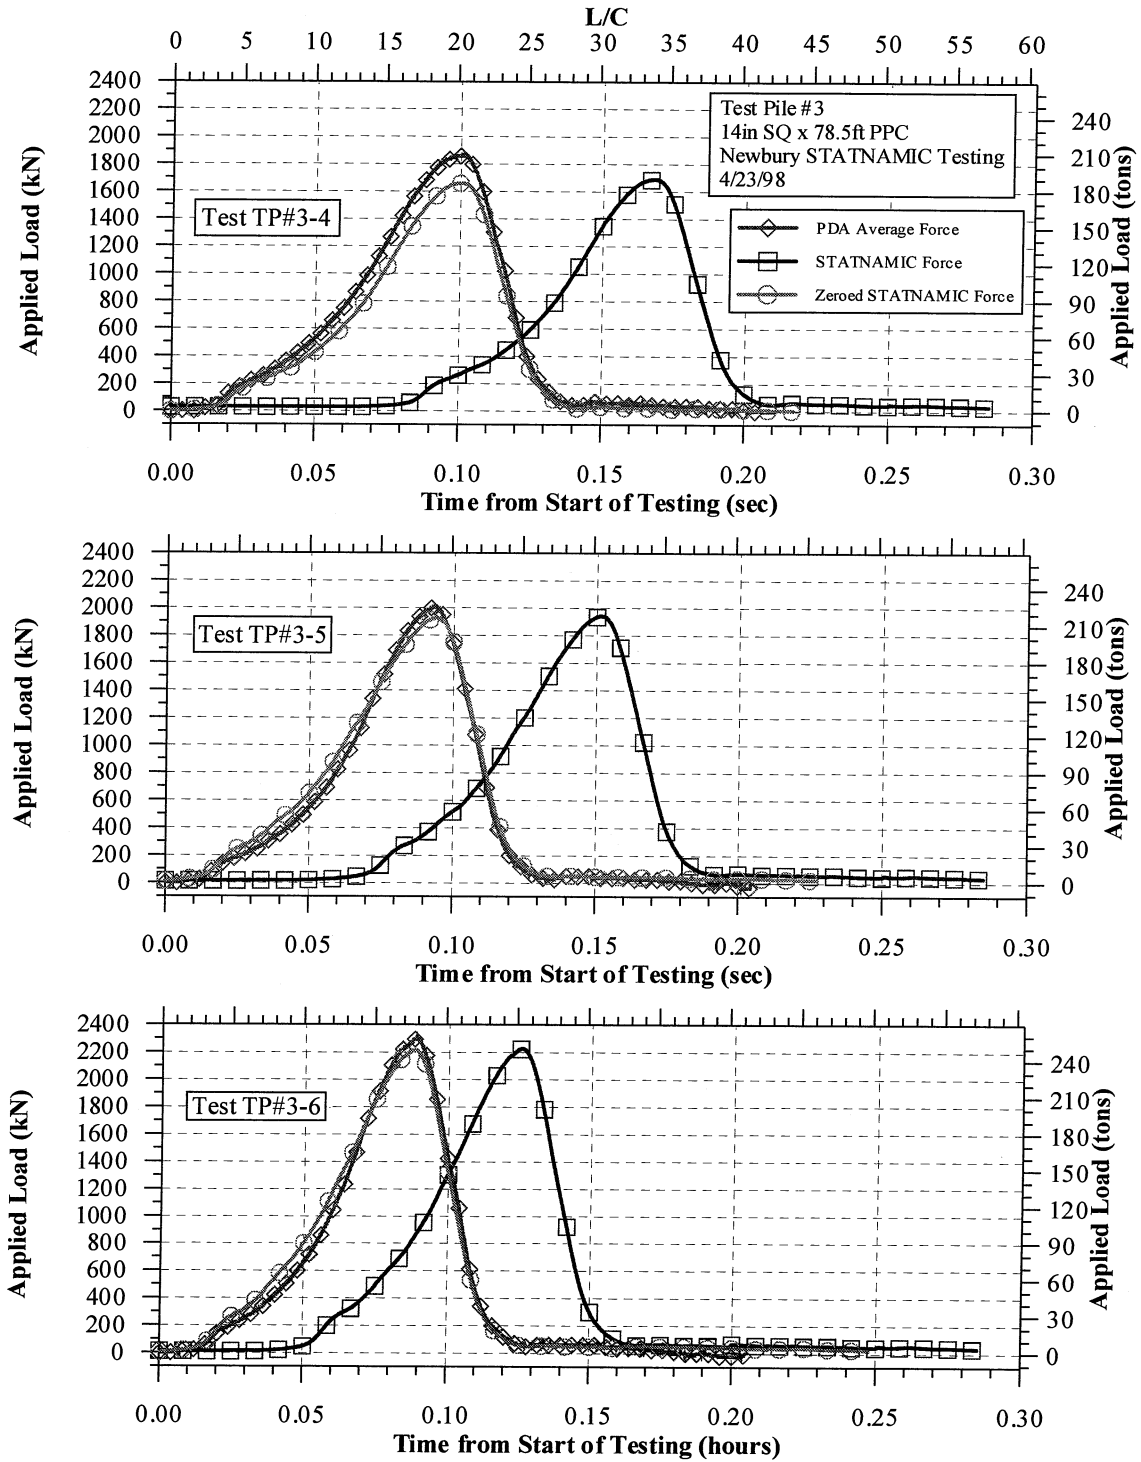 L/C
0 5 10 15 20 25 30 35 40 45 50 55 60
2400
2200
2000
1800
1600
1400
1200
1000
800
600
400
200
0
Applied Load (kN)
Test TP#3-4
Test Pile #3
14in SQ x 78.5ft PPC
Newbury STATNAMIC Testing
4/23/98
PDA Average Force
STATNAMIC Force
Zeroed STATNAMIC Force
240
210
180
150
120
90
60
30
0
Applied Load (tons)
0.00 0.05 0.10 0.15 0.20 0.25 0.30
Time from Start of Testing (sec)
2400
2200
2000
1800
1600
1400
1200
1000
800
600
400
200
0
Applied Load (kN)
Test TP#3-5
240
210
180
150
120
90
60
30
0
Applied Load (tons)
0.00 0.05 0.10 0.15 0.20 0.25 0.30
Time from Start of Testing (sec)
2400
2200
2000
1800
1600
1400
1200
1000
800
600
400
200
0
Applied Load (kN)
Test TP#3-6
240
210
180
150
120
90
60
30
0
Applied Load (tons)
0.00 0.05 0.10 0.15 0.20 0.25 0.30
Time from Start of Testing (hours)